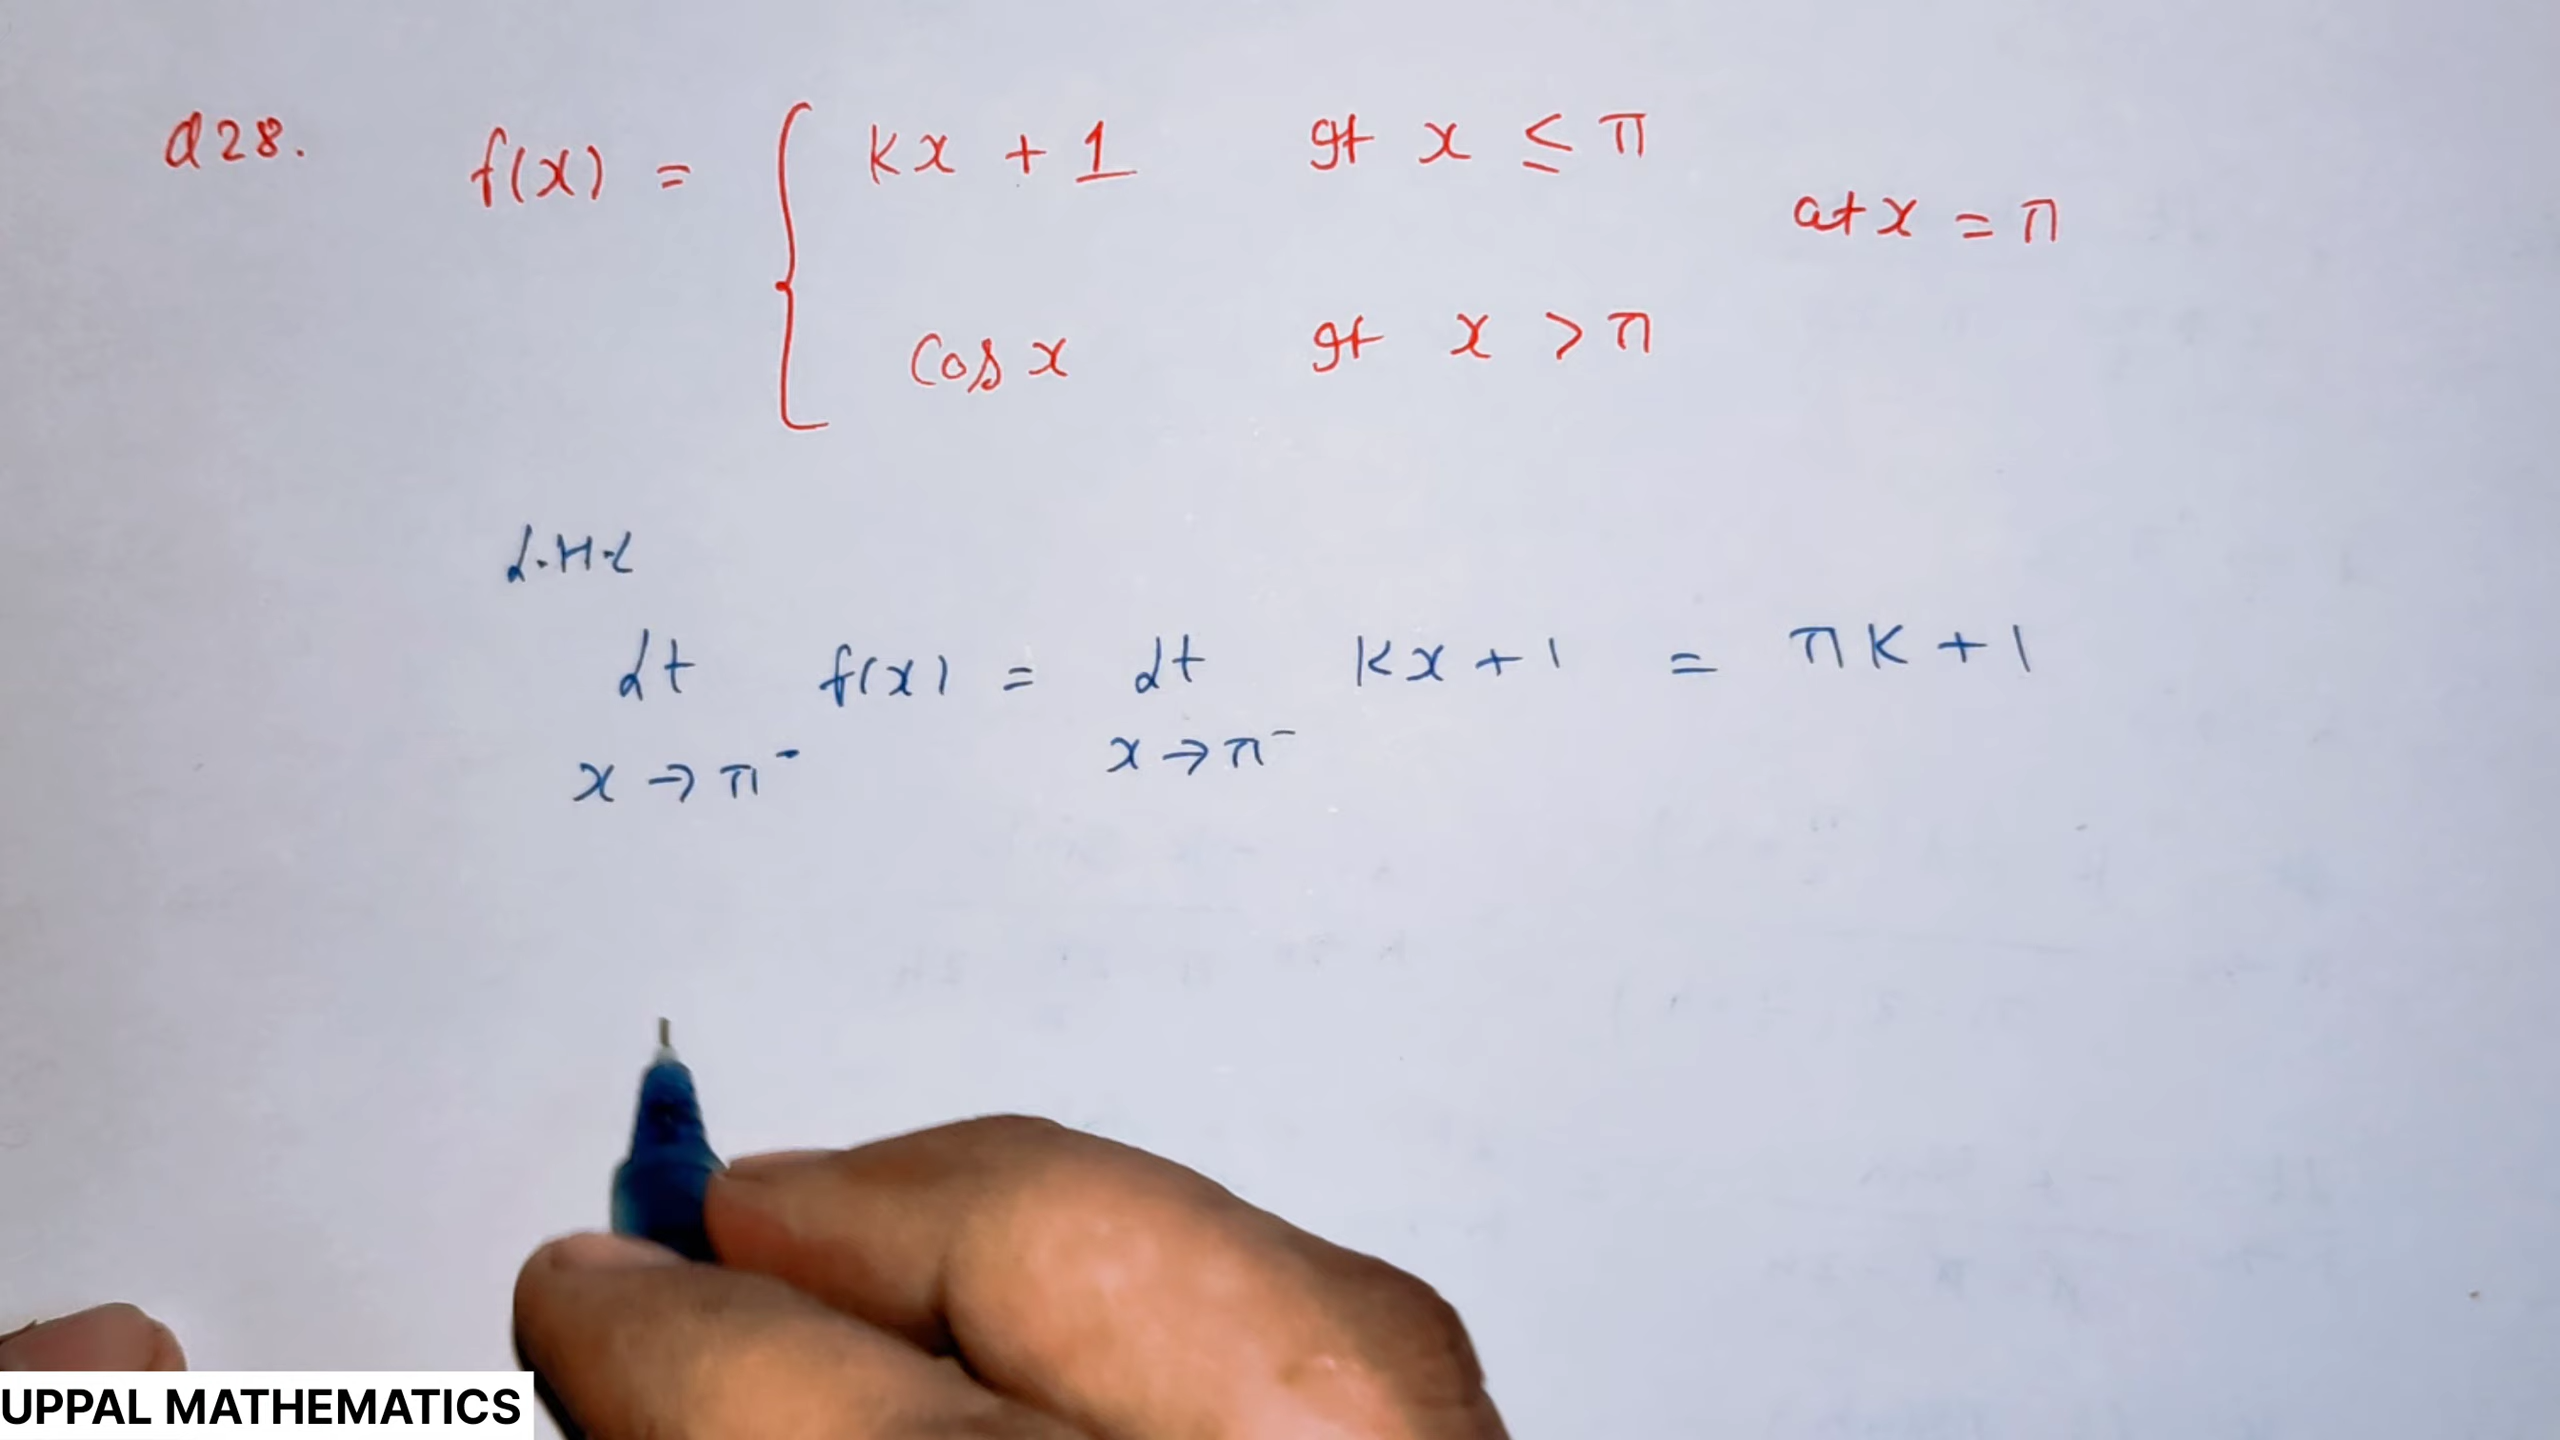 Q28. f(x) = { kx + 1 If x ≤ π
at x = π
cos x If x > π
L.H.L
Lt f(x) = Lt kx + 1 = πk + 1
x → π⁻ x → π⁻
UPPAL MATHEMATICS